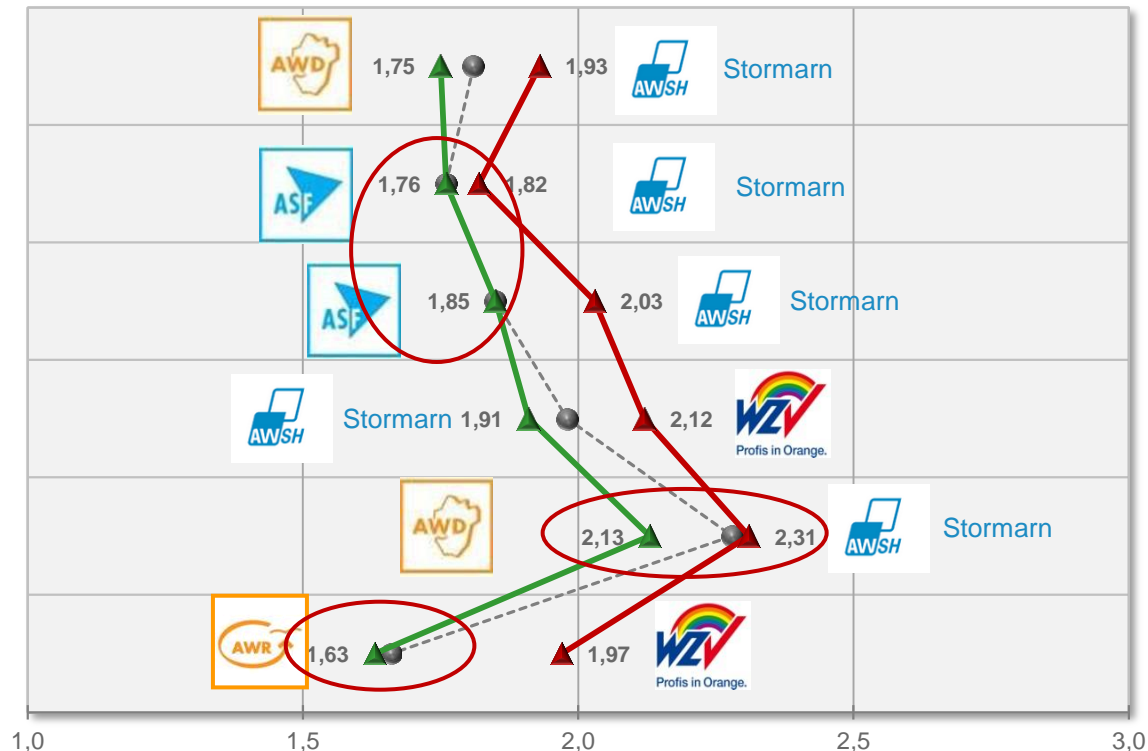 AWD 1,75 1,93 AWSH Stormarn
ASF 1,76 1,82 AWSH Stormarn
ASF 1,85 2,03 AWSH Stormarn
AWSH Stormarn 1,91 2,12 WZV
Profis in Orange.
AWD 2,13 2,31 AWSH Stormarn
AWR 1,63 1,97 WZV
Profis in Orange.
1,0 1,5 2,0 2,5 3,0